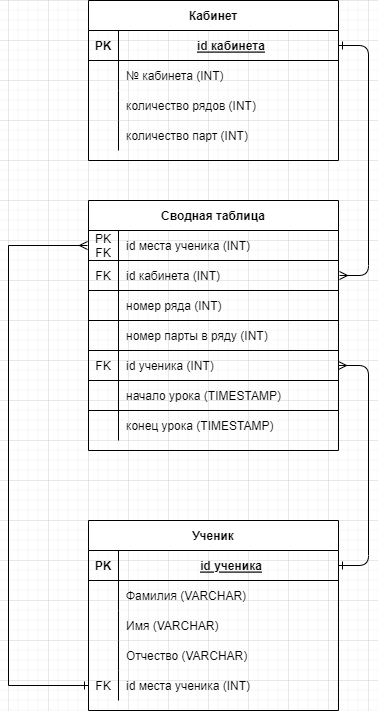 Кабинет
PK id кабинета
№ кабинета (INT)
количество рядов (INT)
количество парт (INT)
Сводная таблица
PK
FK id места ученика (INT)
FK id кабинета (INT)
номер ряда (INT)
номер парты в ряду (INT)
FK id ученика (INT)
начало урока (TIMESTAMP)
конец урока (TIMESTAMP)
Ученик
PK id ученика
Фамилия (VARCHAR)
Имя (VARCHAR)
Отчество (VARCHAR)
FK id места ученика (INT)